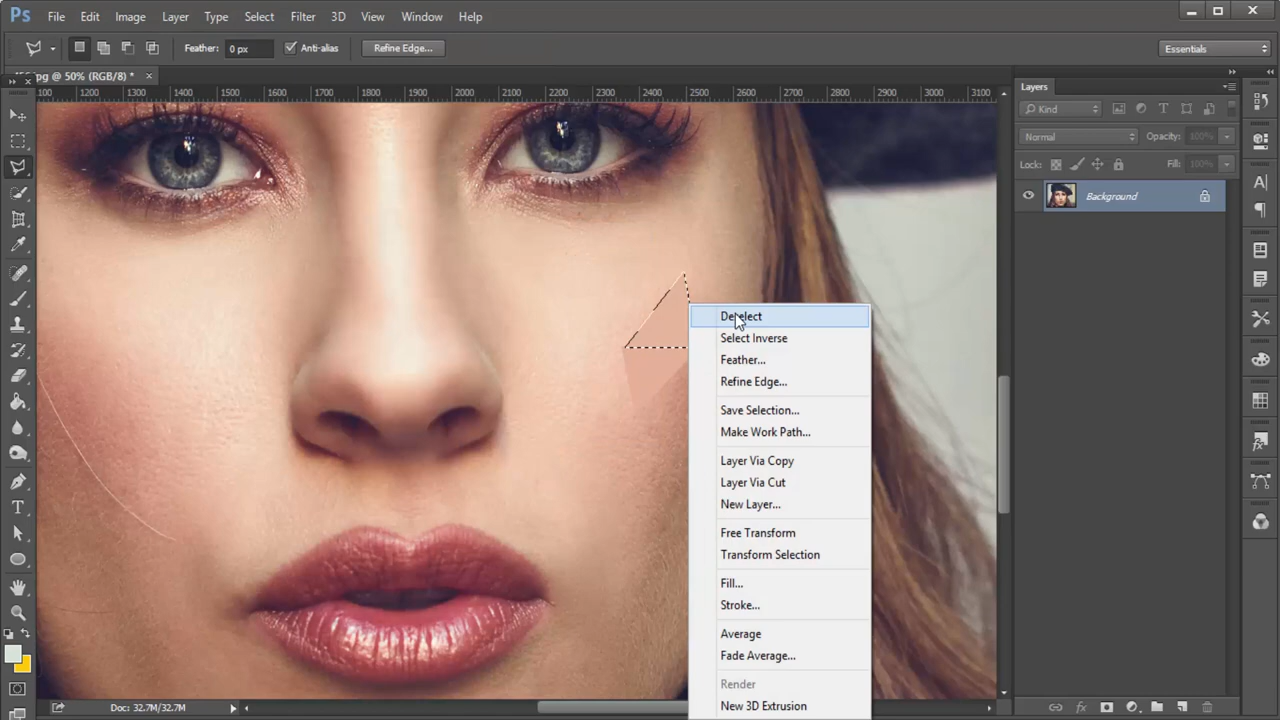 Ps File Edit Image Layer Type Select Filter 3D View Window Help
Feather: 0 px Anti-alias Refine Edge... Essentials
.jpg @ 50% (RGB/8) * ×
1100 1200 1300 1400 1500 1600 1700 1800 1900 2000 2100 2200 2300 2400 2500 2600 2700 2800 2900 3000 3100
Layers
Kind
Normal Opacity: 100%
Lock: Fill: 100%
Background
Deselect
Select Inverse
Feather...
Refine Edge...
Save Selection...
Make Work Path...
Layer Via Copy
Layer Via Cut
New Layer...
Free Transform
Transform Selection
Fill...
Stroke...
Average
Fade Average...
Render
New 3D Extrusion
Doc: 32.7M/32.7M